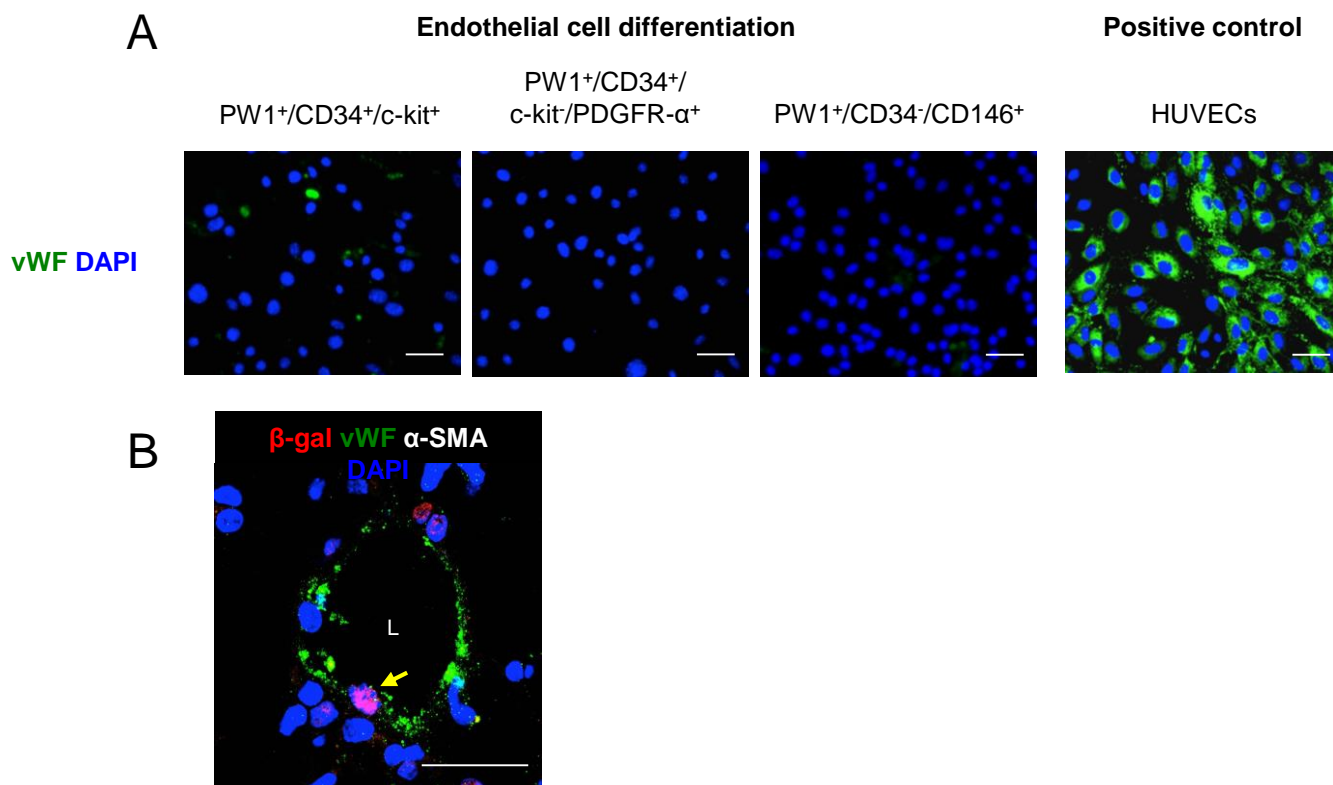 A
Endothelial cell differentiation
Positive control
PW1⁺/CD34⁺/c-kit⁺
PW1⁺/CD34⁺/
c-kit⁻/PDGFR-α⁺
PW1⁺/CD34⁻/CD146⁺
HUVECs
vWF DAPI
B
β-gal vWF α-SMA
DAPI
L